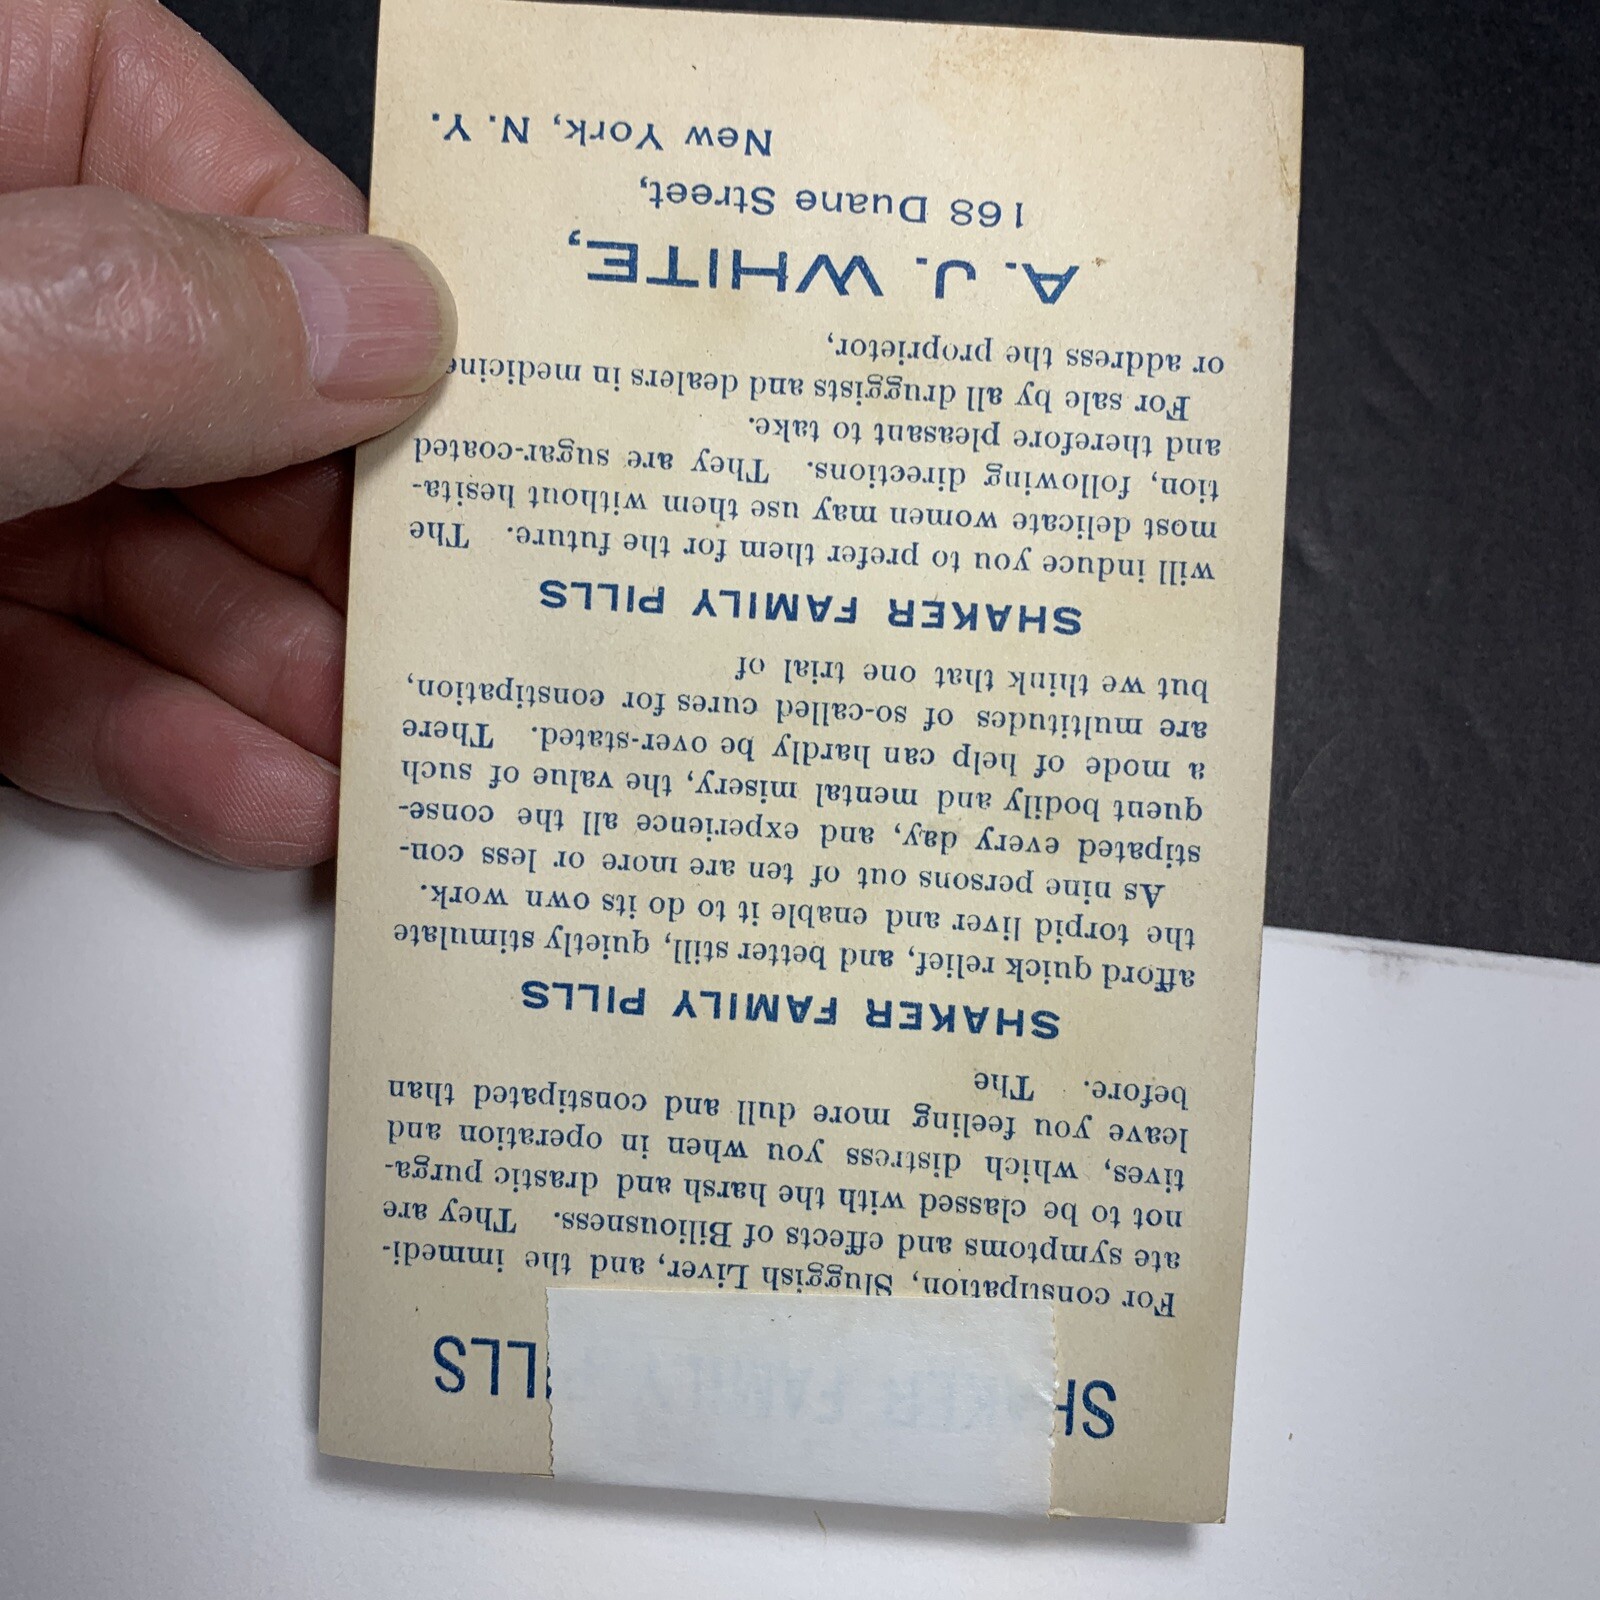 SHAKER FAMILY PILLS
For constipation, Sluggish Liver, and the immedi-
ate symptoms and effects of Biliousness. They are
not to be classed with the harsh and drastic purga-
tives, which distress you when in operation and
leave you feeling more dull and constipated than
before. The
SHAKER FAMILY PILLS
afford quick relief, and better still, quietly stimulate
the torpid liver and enable it to do its own work.
As nine persons out of ten are more or less con-
stipated every day, and experience all the conse-
quent bodily and mental misery, the value of such
a mode of help can hardly be over-stated. There
are multitudes of so-called cures for constipation,
but we think that one trial of
SHAKER FAMILY PILLS
will induce you to prefer them for the future. The
most delicate women may use them without hesita-
tion, following directions. They are sugar-coated
and therefore pleasant to take.
For sale by all druggists and dealers in medicine
or address the proprietor,
A. J. WHITE,
168 Duane Street,
New York, N. Y.